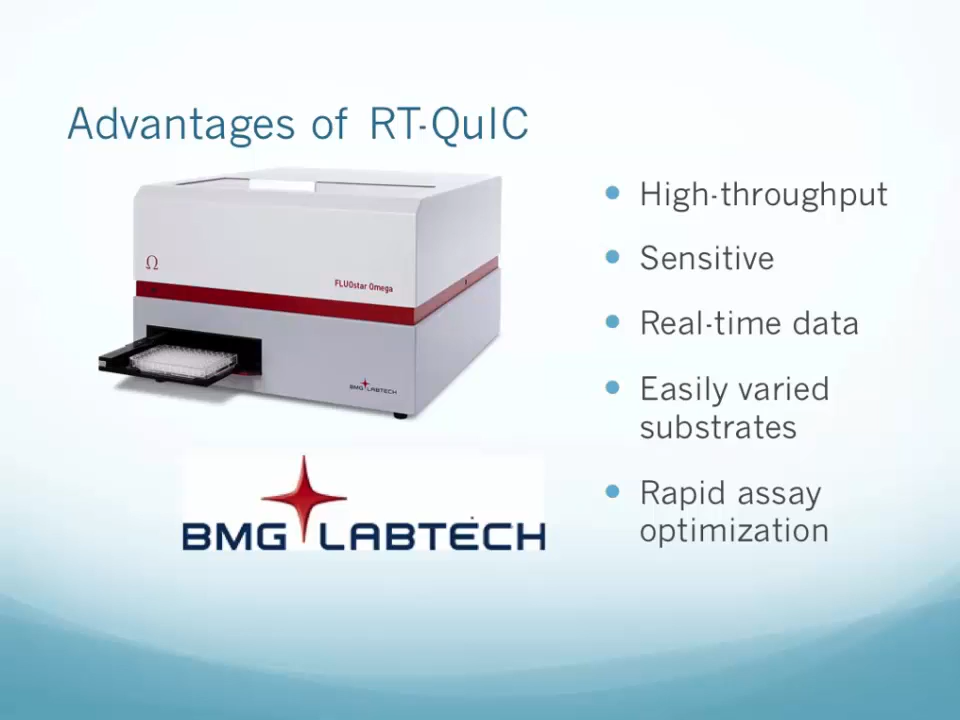 Advantages of RT-QuIC
Ω
FLUOstar Omega
BMG LABTECH
BMG LABTECH
High-throughput
Sensitive
Real-time data
Easily varied
substrates
Rapid assay
optimization